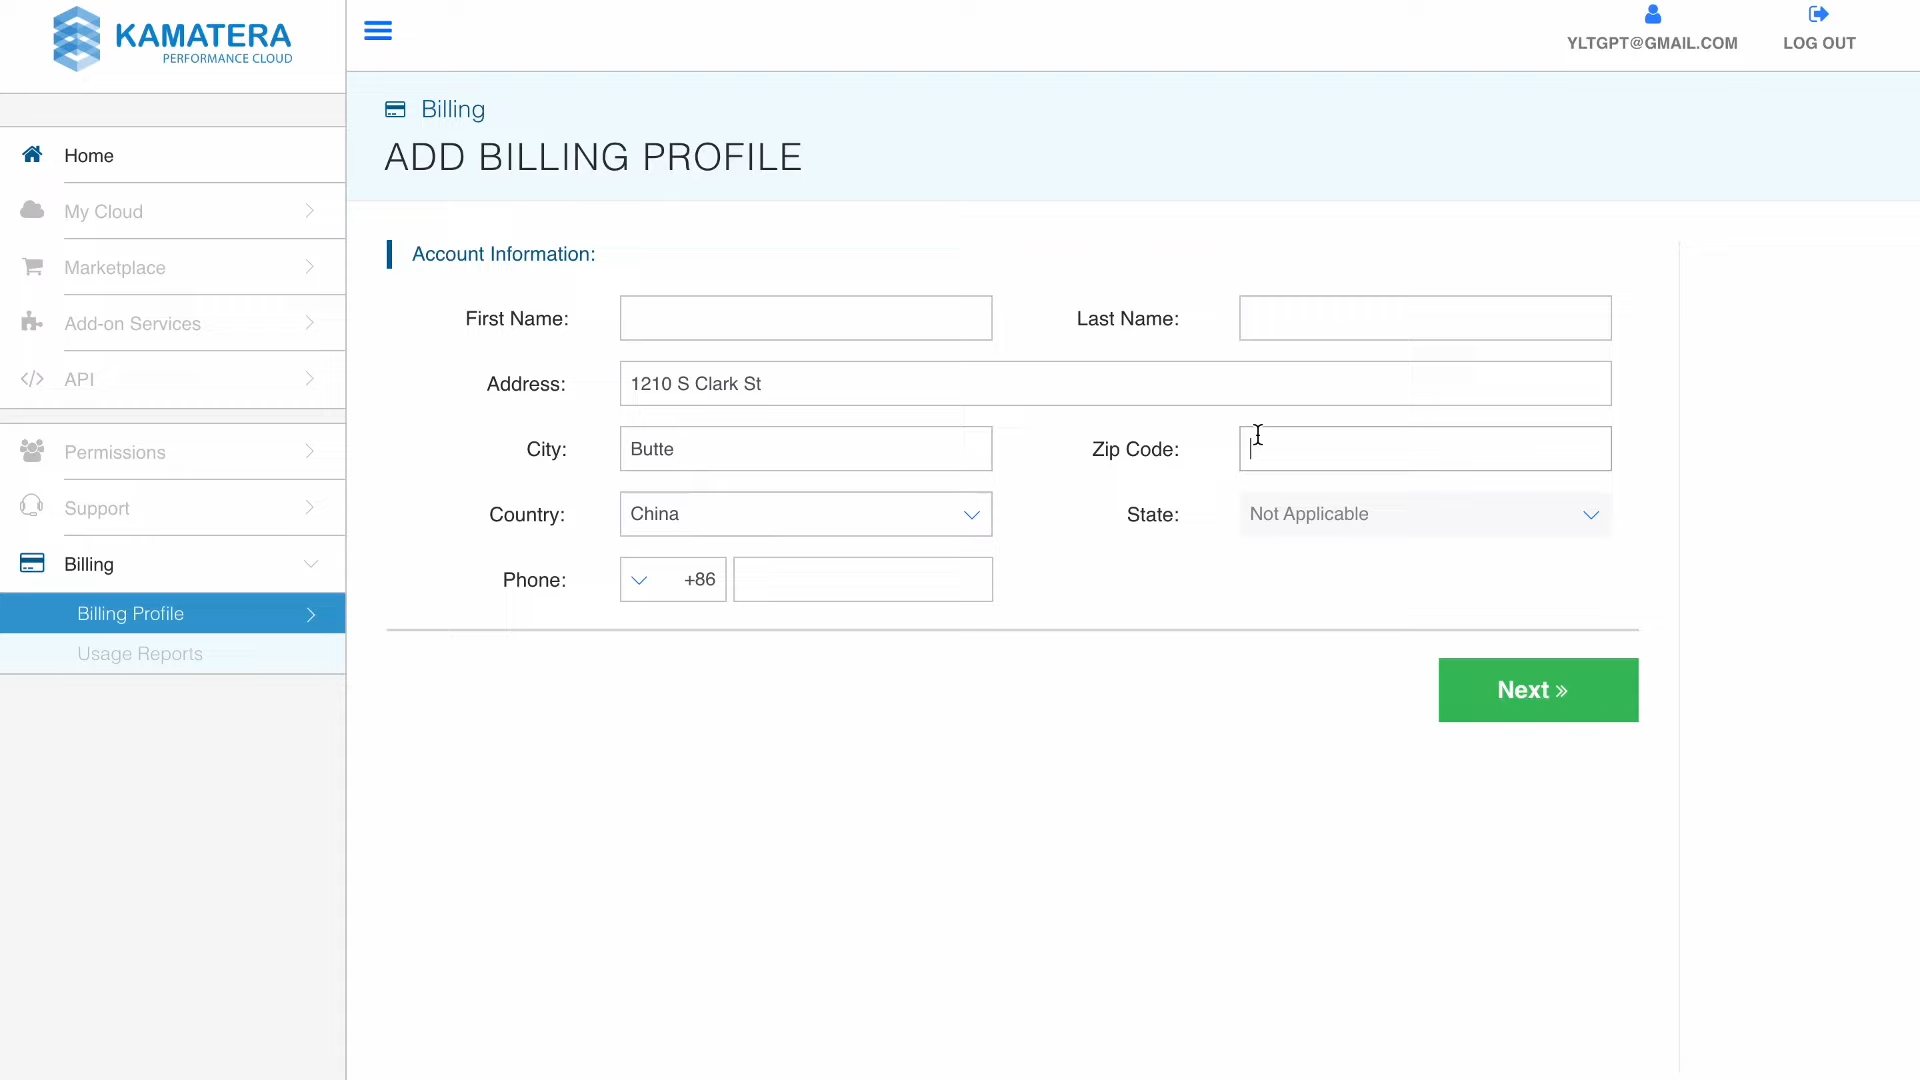 KAMATERA
PERFORMANCE CLOUD
YLTGPT@GMAIL.COM
LOG OUT
Billing
ADD BILLING PROFILE
Home
My Cloud
Marketplace
Add-on Services
API
Permissions
Support
Billing
Billing Profile
Usage Reports
Account Information:
First Name:
Last Name:
Address: 1210 S Clark St
City: Butte
Zip Code:
Country: China
State: Not Applicable
Phone: +86
Next »